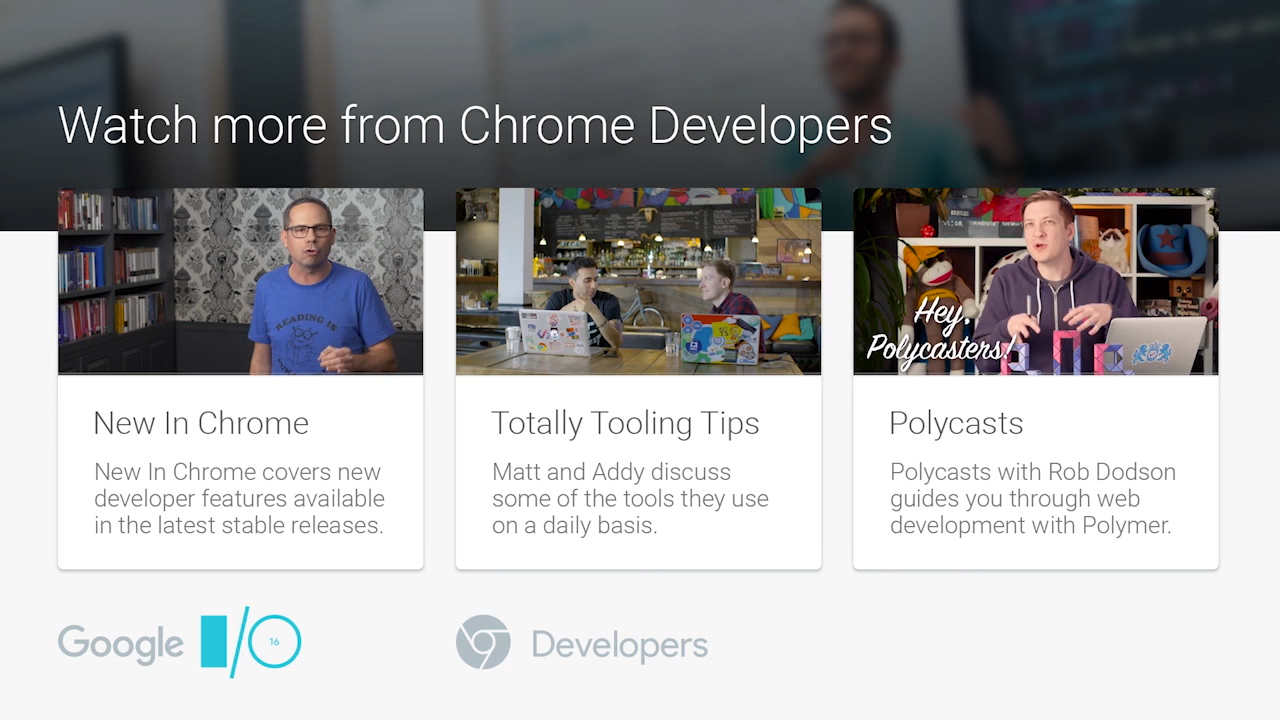 Watch more from Chrome Developers
READING IS
Hey,
Polycasters!
New In Chrome
New In Chrome covers new
developer features available
in the latest stable releases.
Totally Tooling Tips
Matt and Addy discuss
some of the tools they use
on a daily basis.
Polycasts
Polycasts with Rob Dodson
guides you through web
development with Polymer.
Google I/O 16
Developers